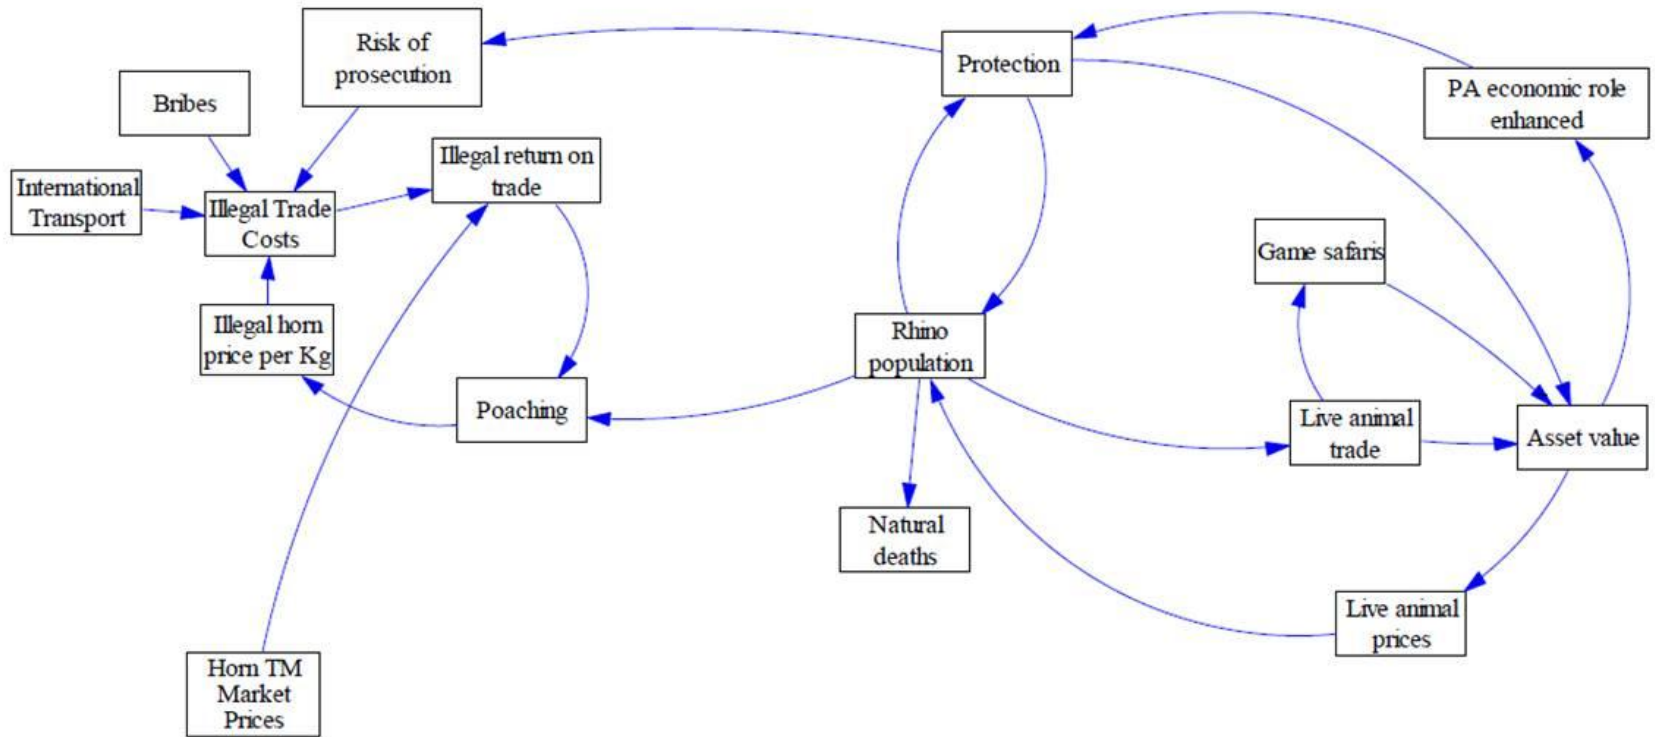 Risk of
prosecution
Protection
PA economic role
enhanced
Bribes
Illegal return on
trade
International
Transport
Illegal Trade
Costs
Game safaris
Illegal horn
price per Kg
Rhino
population
Poaching
Live animal
trade
Asset value
Natural
deaths
Live animal
prices
Horn TM
Market
Prices